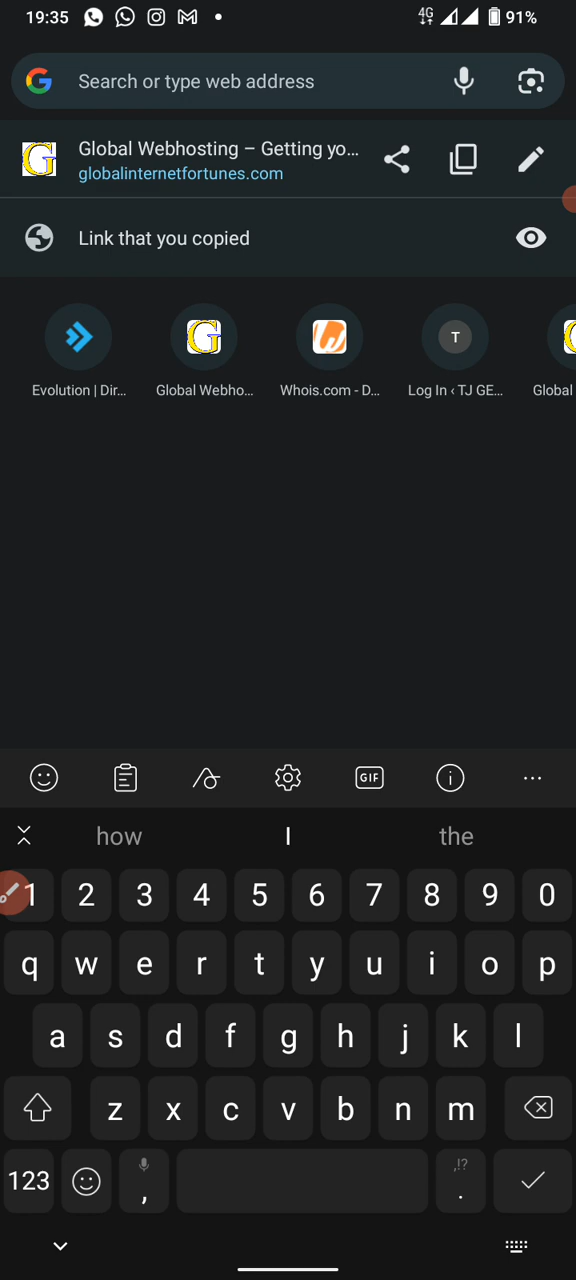 19:35 4G 91%
Search or type web address
Global Webhosting – Getting yo...
globalinternetfortunes.com
Link that you copied
T
Evolution | Dir... Global Webho... Whois.com - D... Log In ‹ TJ GE... Global
GIF
how I the
1 2 3 4 5 6 7 8 9 0
q w e r t y u i o p
a s d f g h j k l
z x c v b n m
123 , ,!? .